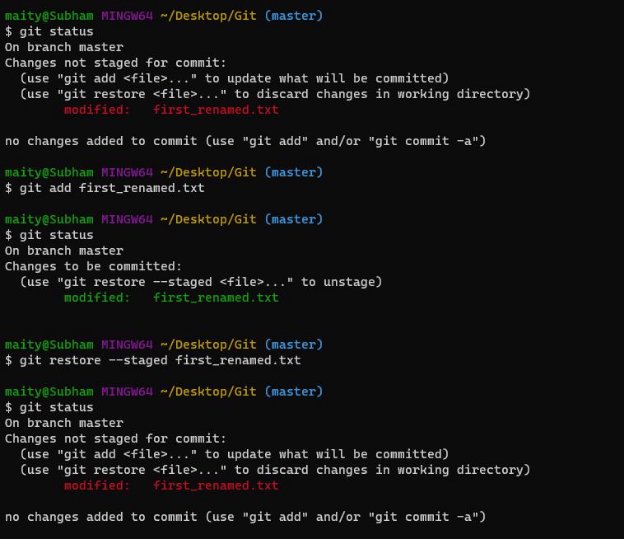 maity@Subham MINGW64 ~/Desktop/Git (master)
$ git status
On branch master
Changes not staged for commit:
  (use "git add <file>..." to update what will be committed)
  (use "git restore <file>..." to discard changes in working directory)
        modified:   first_renamed.txt

no changes added to commit (use "git add" and/or "git commit -a")

maity@Subham MINGW64 ~/Desktop/Git (master)
$ git add first_renamed.txt

maity@Subham MINGW64 ~/Desktop/Git (master)
$ git status
On branch master
Changes to be committed:
  (use "git restore --staged <file>..." to unstage)
        modified:   first_renamed.txt


maity@Subham MINGW64 ~/Desktop/Git (master)
$ git restore --staged first_renamed.txt

maity@Subham MINGW64 ~/Desktop/Git (master)
$ git status
On branch master
Changes not staged for commit:
  (use "git add <file>..." to update what will be committed)
  (use "git restore <file>..." to discard changes in working directory)
        modified:   first_renamed.txt

no changes added to commit (use "git add" and/or "git commit -a")